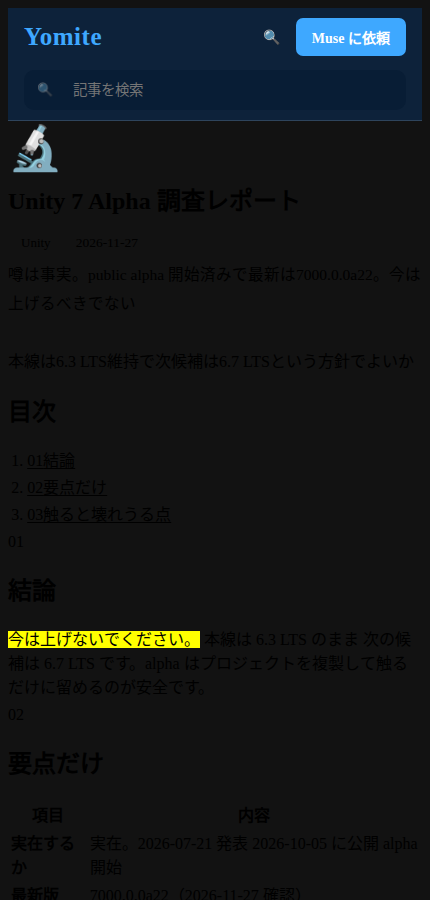 Yomite
Muse に依頼
記事を検索
Unity 7 Alpha 調査レポート
Unity 2026-11-27
噂は事実。public alpha 開始済みで最新は7000.0.0a22。今は
上げるべきでない
本線は6.3 LTS維持で次候補は6.7 LTSという方針でよいか
目次
1. 01結論
2. 02要点だけ
3. 03触ると壊れうる点
01
結論
今は上げないでください。 本線は 6.3 LTS のまま 次の候
補は 6.7 LTS です。alpha はプロジェクトを複製して触る
だけに留めるのが安全です。
02
要点だけ
項目 内容
実在する 実在。2026-07-21 発表 2026-10-05 に公開 alpha
か 開始
最新版 7000.0.0a22（2026-11-27 確認）